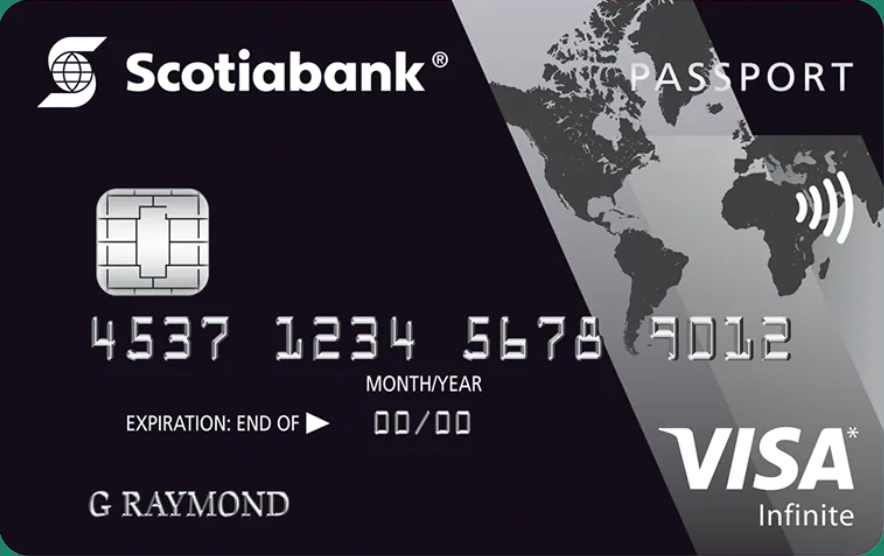 Scotiabank®
PASSPORT
4537 1234 5678 9012
MONTH/YEAR
EXPIRATION: END OF ▶ 00/00
G RAYMOND
VISA*
Infinite